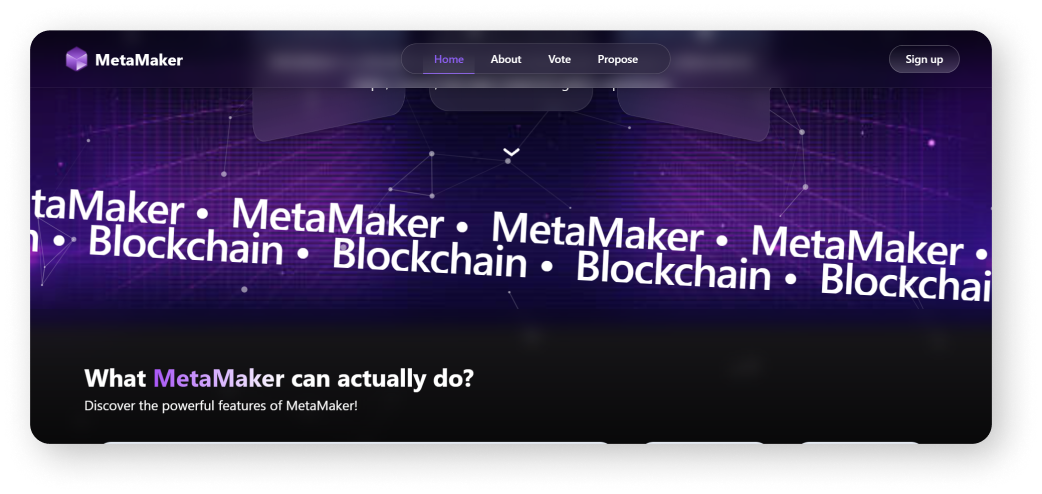 MetaMaker
Home About Vote Propose
Sign up
taMaker • MetaMaker • MetaMaker • MetaMaker •
n • Blockchain • Blockchain • Blockchain • Blockchai
What MetaMaker can actually do?
Discover the powerful features of MetaMaker!